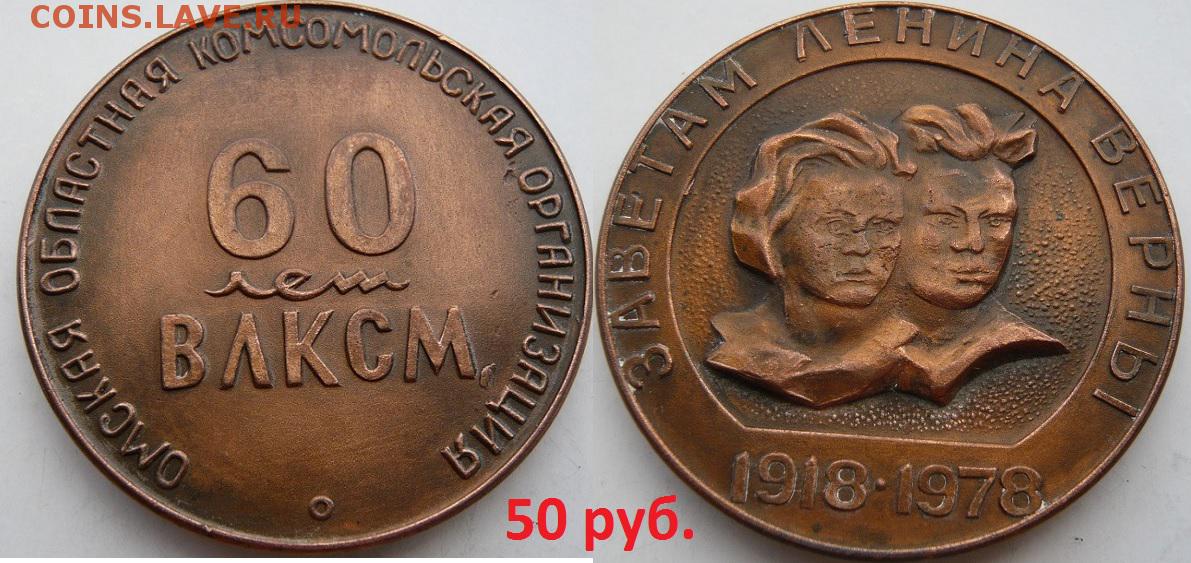 COINS.LAVE.RU
ОМСКАЯ ОБЛАСТНАЯ КОМСОМОЛЬСКАЯ ОРГАНИЗАЦИЯ
60
лет
ВЛКСМ
ЗАВЕТАМ ЛЕНИНА ВЕРНЫ
1918·1978
50 руб.